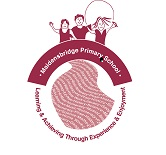 Maidensbridge Primary School
Learning & Achieving Through Experience & Enjoyment